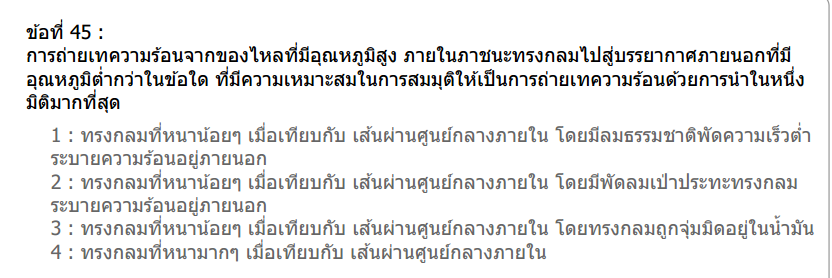 ข้อที่ 45 :
การถ่ายเทความร้อนจากของไหลที่มีอุณหภูมิสูง ภายในภาชนะทรงกลมไปสู่บรรยากาศภายนอกที่มี
อุณหภูมิต่ำกว่าในข้อใด ที่มีความเหมาะสมในการสมมุติให้เป็นการถ่ายเทความร้อนด้วยการนำในหนึ่ง
มิติมากที่สุด
1 : ทรงกลมที่หนาน้อยๆ เมื่อเทียบกับ เส้นผ่านศูนย์กลางภายใน โดยมีลมธรรมชาติพัดความเร็วต่ำ
ระบายความร้อนอยู่ภายนอก
2 : ทรงกลมที่หนาน้อยๆ เมื่อเทียบกับ เส้นผ่านศูนย์กลางภายใน โดยมีพัดลมเป่าประทะทรงกลม
ระบายความร้อนอยู่ภายนอก
3 : ทรงกลมที่หนาน้อยๆ เมื่อเทียบกับ เส้นผ่านศูนย์กลางภายใน โดยทรงกลมถูกจุ่มมิดอยู่ในน้ำมัน
4 : ทรงกลมที่หนามากๆ เมื่อเทียบกับ เส้นผ่านศูนย์กลางภายใน